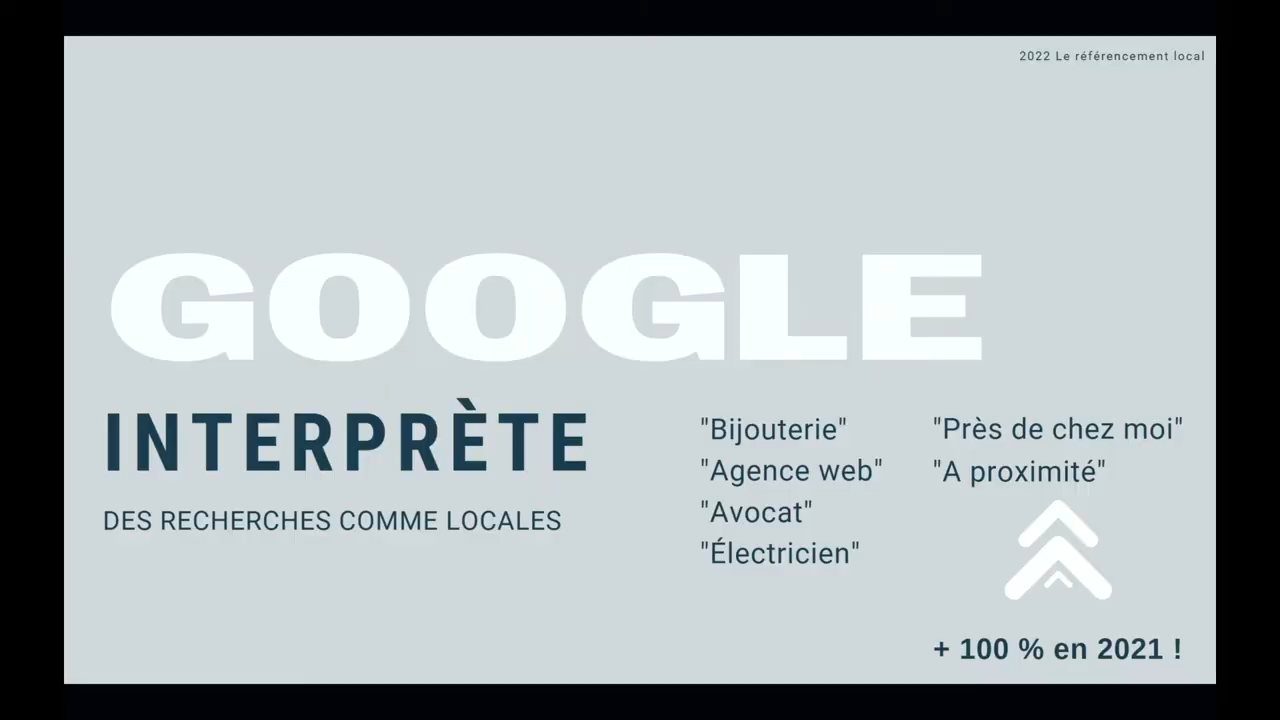 2022 Le référencement local
GOOGLE
INTERPRÈTE
DES RECHERCHES COMME LOCALES
"Bijouterie"
"Agence web"
"Avocat"
"Électricien"
"Près de chez moi"
"A proximité"
+ 100 % en 2021 !